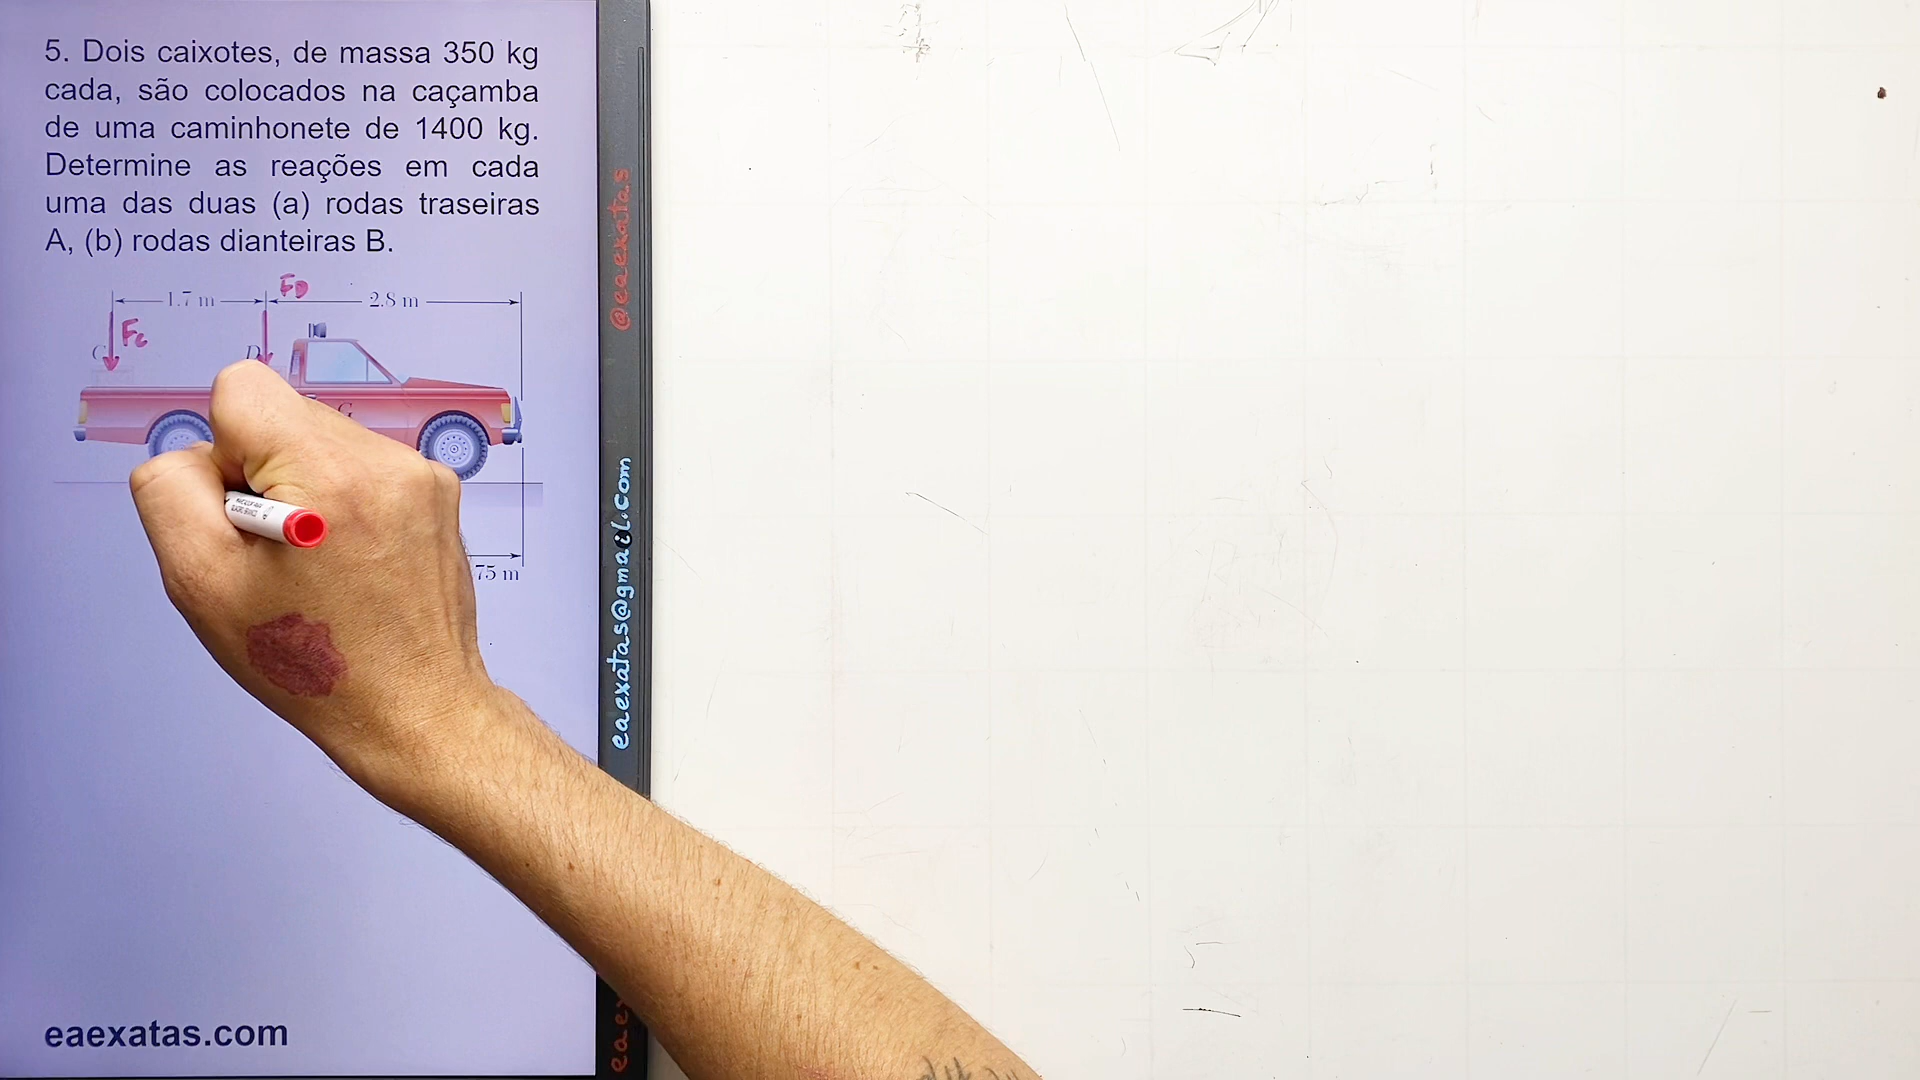 5. Dois caixotes, de massa 350 kg
cada, são colocados na caçamba
de uma caminhonete de 1400 kg.
Determine as reações em cada
uma das duas (a) rodas traseiras
A, (b) rodas dianteiras B.
FD
1.7 m
2.8 m
Fc
C
D
G
75 m
eaexatas.com
@eaexatas
eaexatas@gmail.com